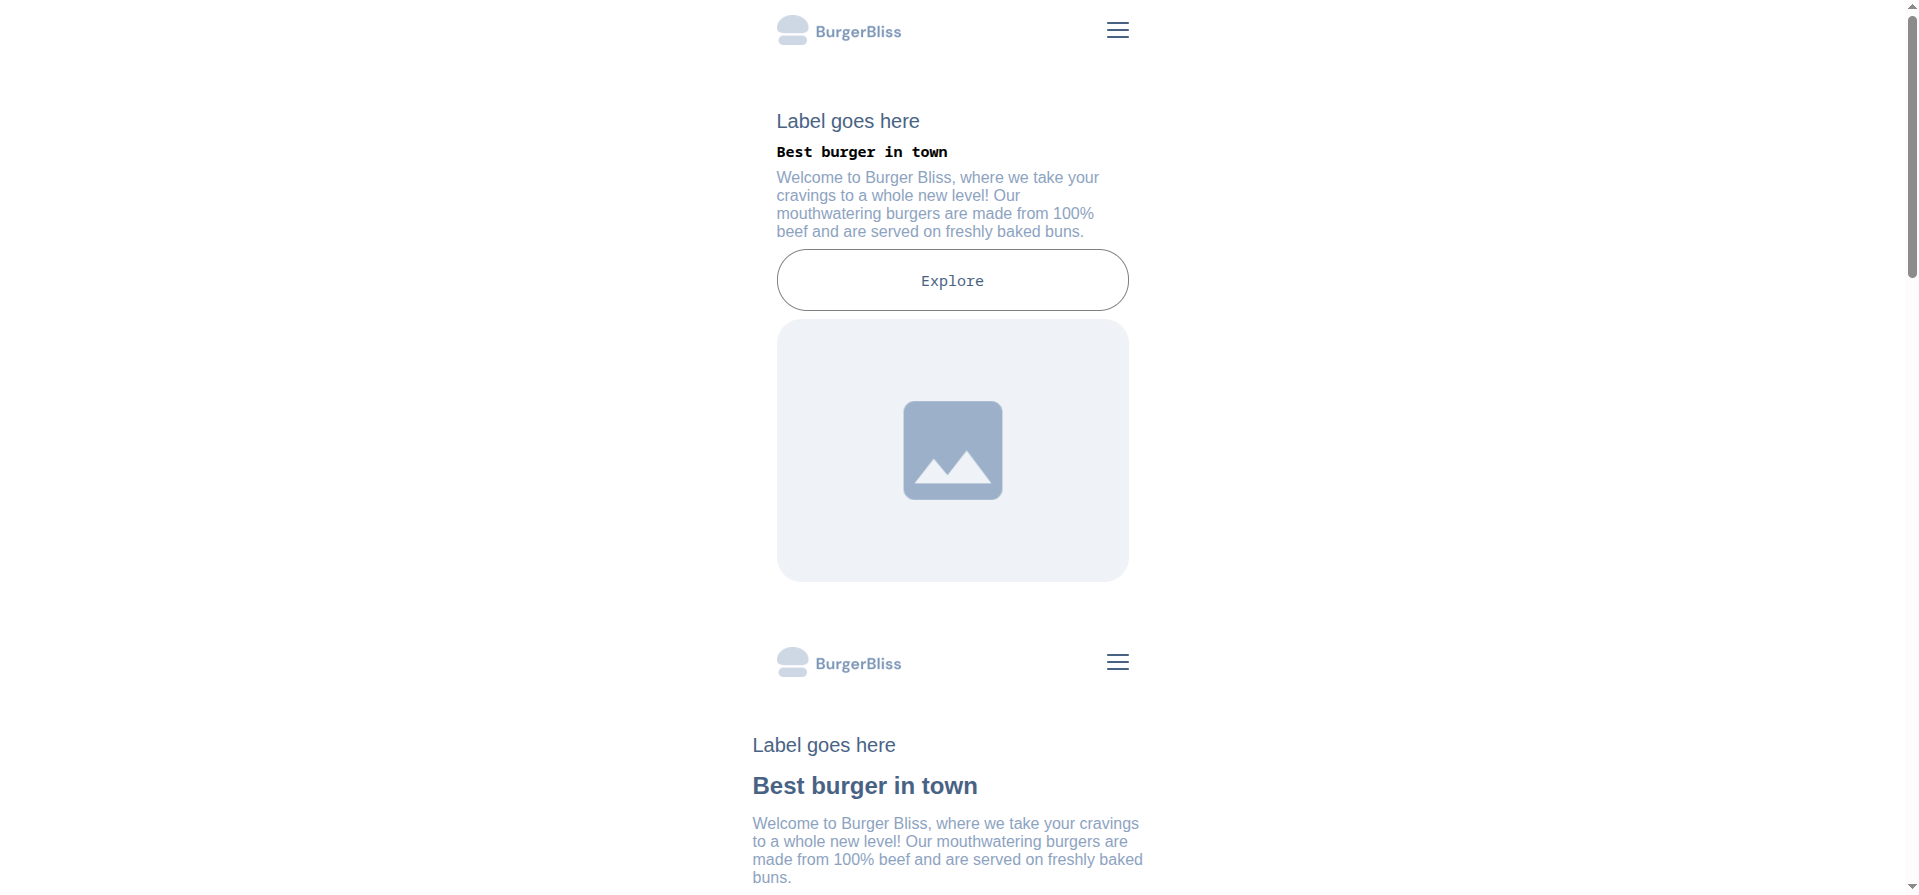 BurgerBliss
Label goes here
Best burger in town
Welcome to Burger Bliss, where we take your
cravings to a whole new level! Our
mouthwatering burgers are made from 100%
beef and are served on freshly baked buns.
Explore
BurgerBliss
Label goes here
Best burger in town
Welcome to Burger Bliss, where we take your cravings
to a whole new level! Our mouthwatering burgers are
made from 100% beef and are served on freshly baked
buns.